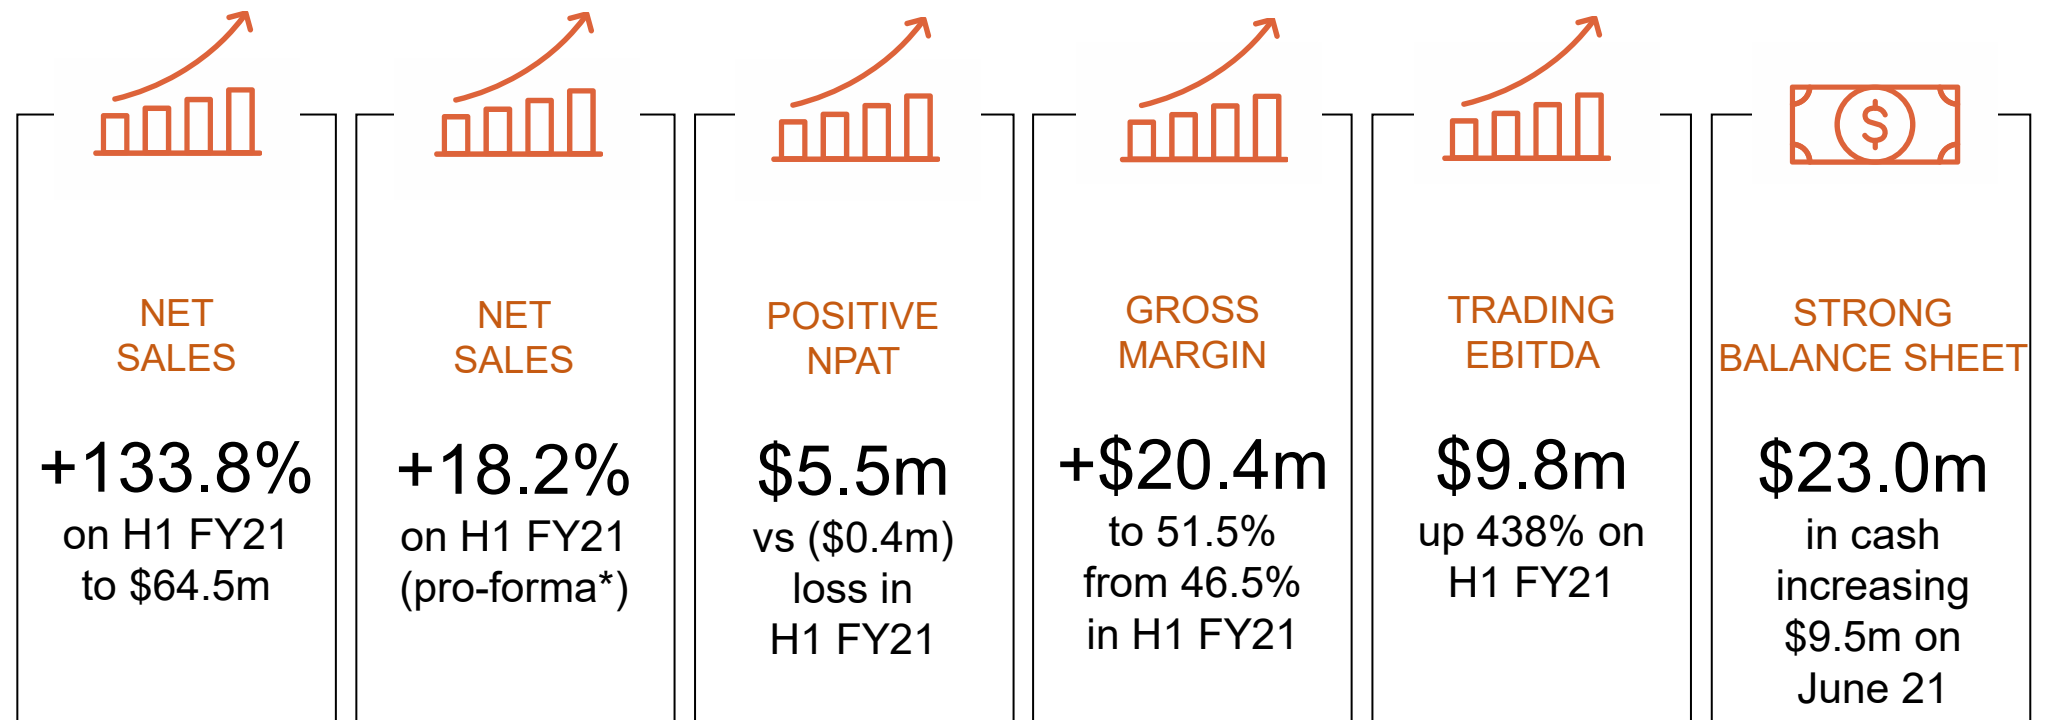 NET
SALES
+133.8%
on H1 FY21
to $64.5m
NET
SALES
+18.2%
on H1 FY21
(pro-forma*)
POSITIVE
NPAT
$5.5m
vs ($0.4m)
loss in
H1 FY21
GROSS
MARGIN
+$20.4m
to 51.5%
from 46.5%
in H1 FY21
TRADING
EBITDA
$9.8m
up 438% on
H1 FY21
$
STRONG
BALANCE SHEET
$23.0m
in cash
increasing
$9.5m on
June 21